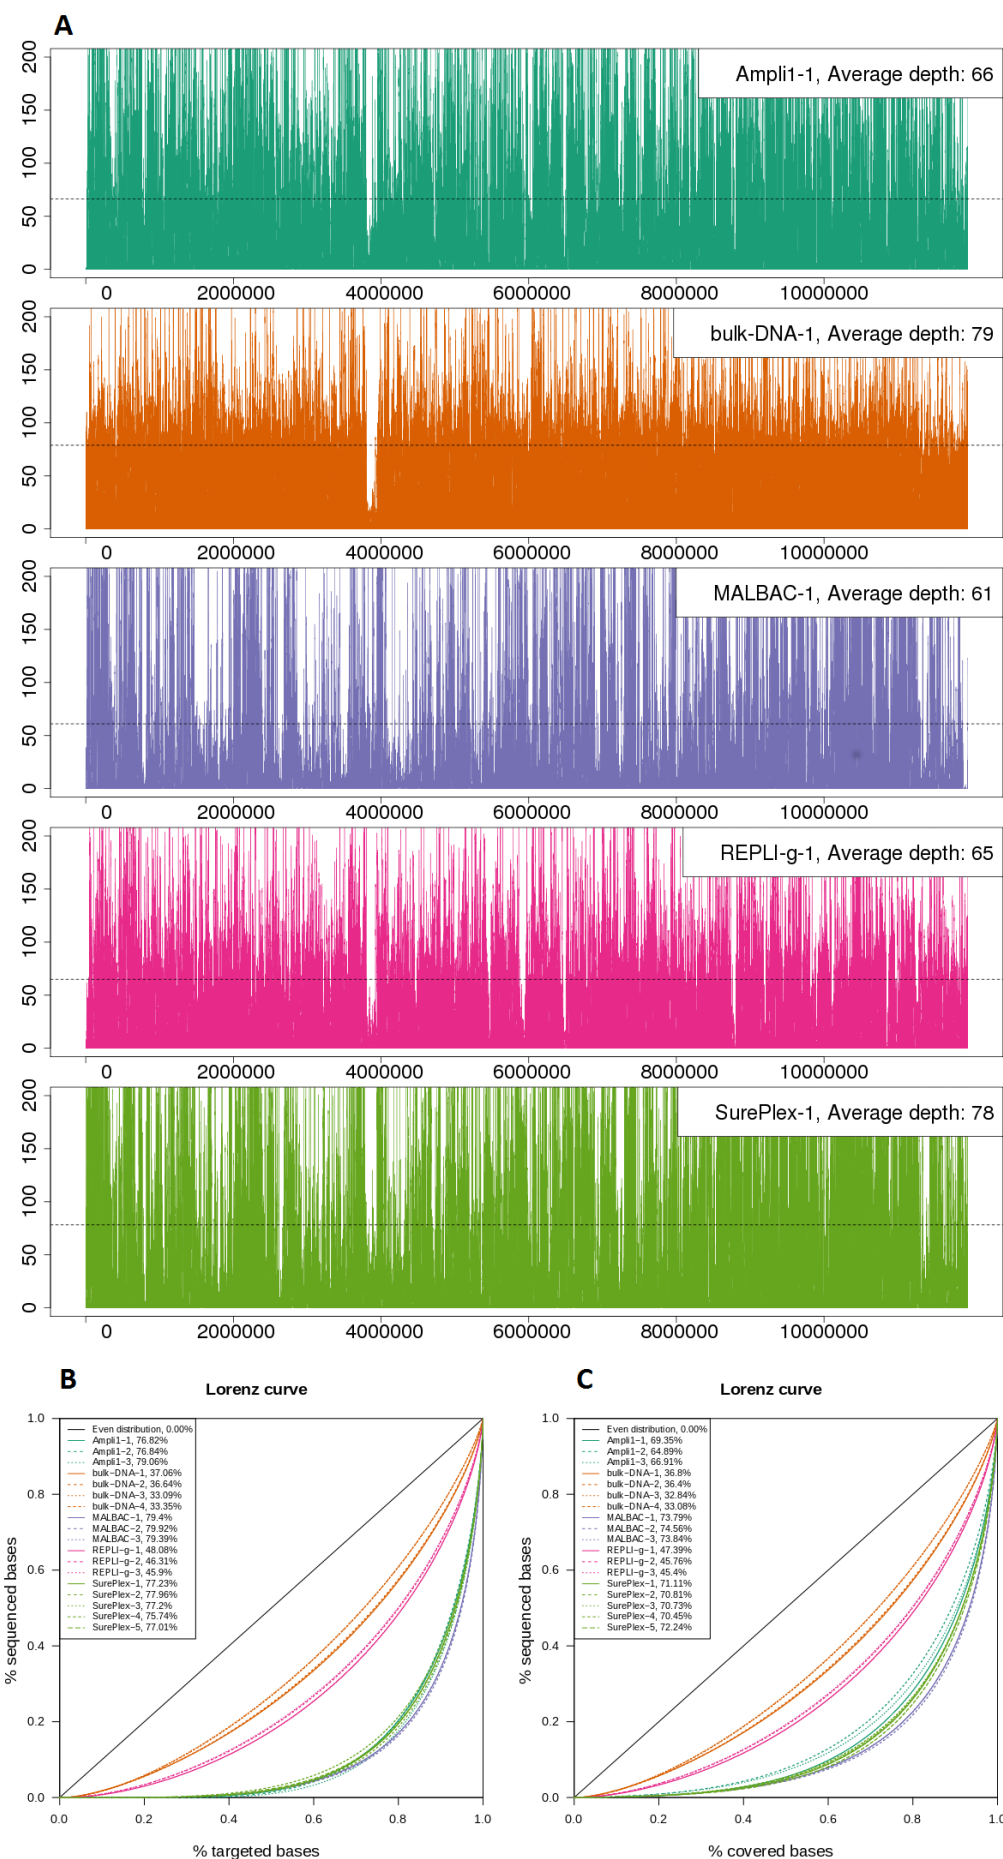 A
200
150
100
50
0
Ampli1-1, Average depth: 66
0 2000000 4000000 6000000 8000000 10000000
200
150
100
50
0
bulk-DNA-1, Average depth: 79
0 2000000 4000000 6000000 8000000 10000000
200
150
100
50
0
MALBAC-1, Average depth: 61
0 2000000 4000000 6000000 8000000 10000000
200
150
100
50
0
REPLI-g-1, Average depth: 65
0 2000000 4000000 6000000 8000000 10000000
200
150
100
50
0
SurePlex-1, Average depth: 78
0 2000000 4000000 6000000 8000000 10000000
B
Lorenz curve
Even distribution, 0.00%
Ampli1−1, 76.82%
Ampli1−2, 76.84%
Ampli1−3, 79.06%
bulk−DNA−1, 37.06%
bulk−DNA−2, 36.64%
bulk−DNA−3, 33.09%
bulk−DNA−4, 33.35%
MALBAC−1, 79.4%
MALBAC−2, 79.92%
MALBAC−3, 79.39%
REPLI−g−1, 48.08%
REPLI−g−2, 46.31%
REPLI−g−3, 45.9%
SurePlex−1, 77.23%
SurePlex−2, 77.96%
SurePlex−3, 77.2%
SurePlex−4, 75.74%
SurePlex−5, 77.01%
1.0
0.8
0.6
0.4
0.2
0.0
% sequenced bases
0.0 0.2 0.4 0.6 0.8 1.0
% targeted bases
C
Lorenz curve
Even distribution, 0.00%
Ampli1−1, 69.35%
Ampli1−2, 64.89%
Ampli1−3, 66.91%
bulk−DNA−1, 36.8%
bulk−DNA−2, 36.4%
bulk−DNA−3, 32.84%
bulk−DNA−4, 33.08%
MALBAC−1, 73.79%
MALBAC−2, 74.56%
MALBAC−3, 73.84%
REPLI−g−1, 47.39%
REPLI−g−2, 45.76%
REPLI−g−3, 45.4%
SurePlex−1, 71.11%
SurePlex−2, 70.81%
SurePlex−3, 70.73%
SurePlex−4, 70.45%
SurePlex−5, 72.24%
1.0
0.8
0.6
0.4
0.2
0.0
% sequenced bases
0.0 0.2 0.4 0.6 0.8 1.0
% covered bases